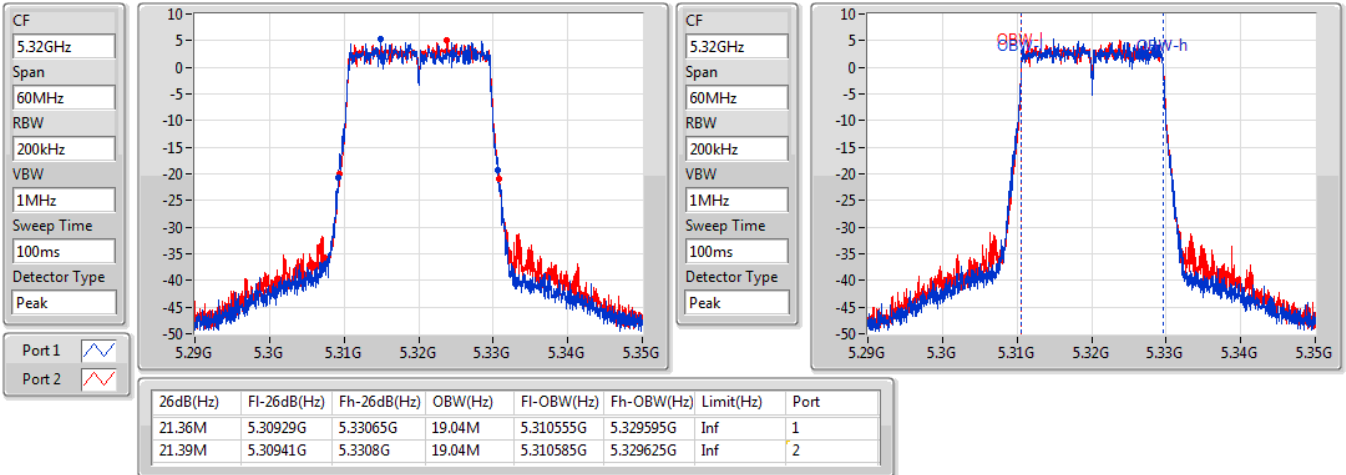 CF
5.32GHz
Span
60MHz
RBW
200kHz
VBW
1MHz
Sweep Time
100ms
Detector Type
Peak
Port 1
Port 2
10
5
0
-5
-10
-15
-20
-25
-30
-35
-40
-45
-50
5.29G 5.3G 5.31G 5.32G 5.33G 5.34G 5.35G
CF
5.32GHz
Span
60MHz
RBW
200kHz
VBW
1MHz
Sweep Time
100ms
Detector Type
Peak
10
5
0
-5
-10
-15
-20
-25
-30
-35
-40
-45
-50
OBW-l
OBW-l
OBW-h
5.29G 5.3G 5.31G 5.32G 5.33G 5.34G 5.35G
26dB(Hz) Fl-26dB(Hz) Fh-26dB(Hz) OBW(Hz) Fl-OBW(Hz) Fh-OBW(Hz) Limit(Hz) Port
21.36M 5.30929G 5.33065G 19.04M 5.310555G 5.329595G Inf 1
21.39M 5.30941G 5.3308G 19.04M 5.310585G 5.329625G Inf 2